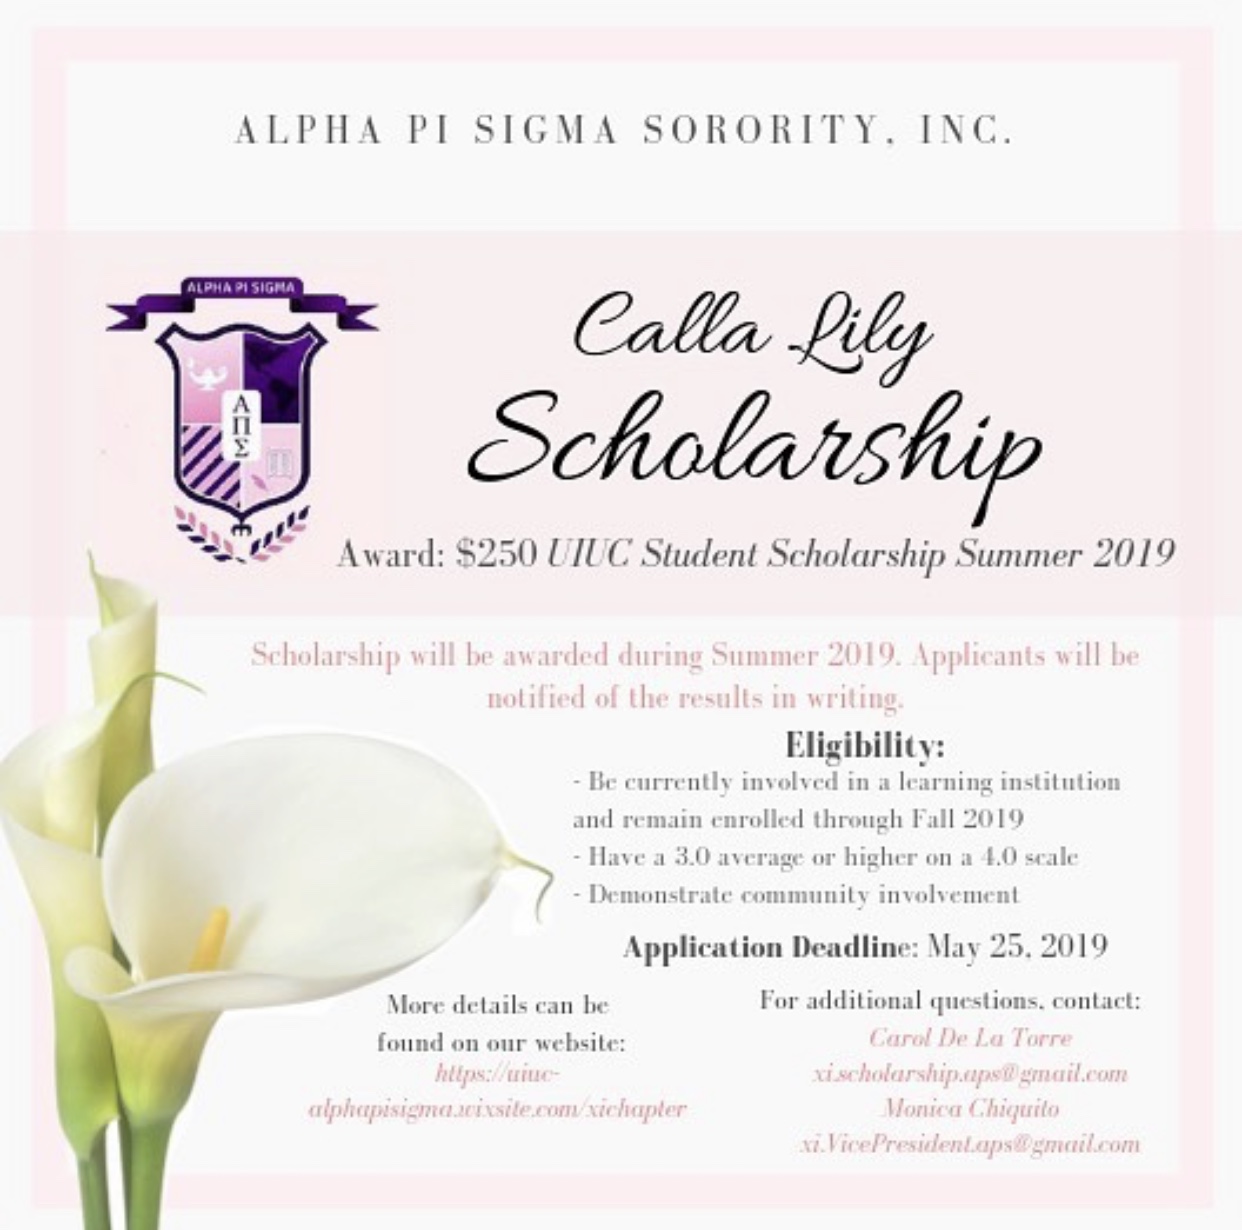 ALPHA PI SIGMA SORORITY, INC.
ALPHA PI SIGMA
Α
Π
Σ
Calla Lily
Scholarship
Award: $250 UIUC Student Scholarship Summer 2019
Scholarship will be awarded during Summer 2019. Applicants will be
notified of the results in writing.
Eligibility:
- Be currently involved in a learning institution
and remain enrolled through Fall 2019
- Have a 3.0 average or higher on a 4.0 scale
- Demonstrate community involvement
Application Deadline: May 25, 2019
More details can be
found on our website:
https://uiuc-
alphapisigma.wixsite.com/xichapter
For additional questions, contact:
Carol De La Torre
xi.scholarship.aps@gmail.com
Monica Chiquito
xi.VicePresident.aps@gmail.com